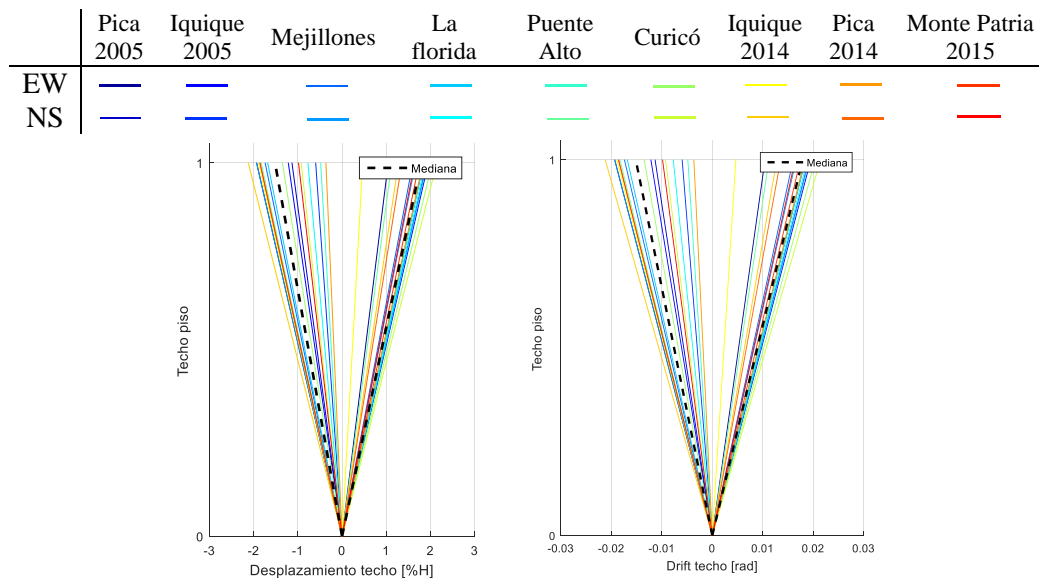 Pica 2005 Iquique 2005 Mejillones La florida Puente Alto Curicó Iquique 2014 Pica 2014 Monte Patria 2015
EW
NS
Mediana
1
Techo piso
0
-3 -2 -1 0 1 2 3
Desplazamiento techo [%H]
Mediana
1
Techo piso
0
-0.03 -0.02 -0.01 0 0.01 0.02 0.03
Drift techo [rad]